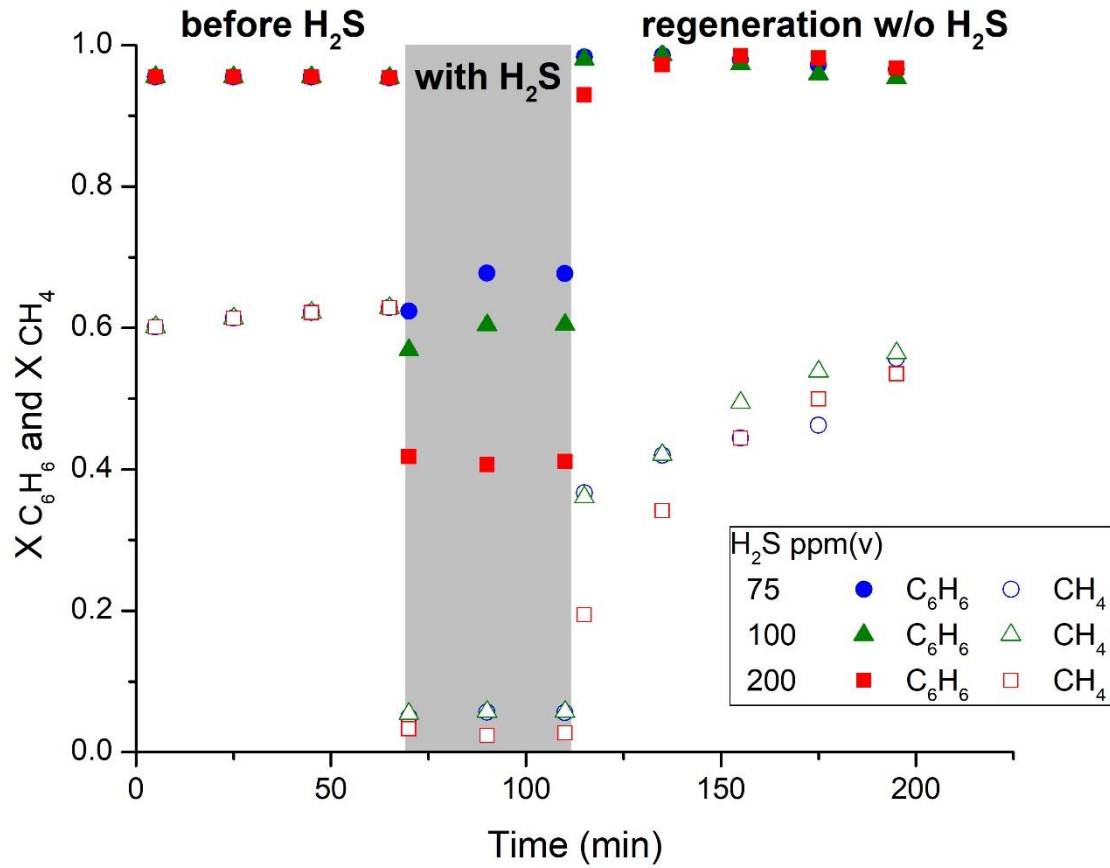 before H₂S
regeneration w/o H₂S
with H₂S
1.0
0.8
0.6
0.4
0.2
0.0
X C₆H₆ and X CH₄
0
50
100
150
200
Time (min)
H₂S ppm(v)
75 C₆H₆ CH₄
100 C₆H₆ CH₄
200 C₆H₆ CH₄